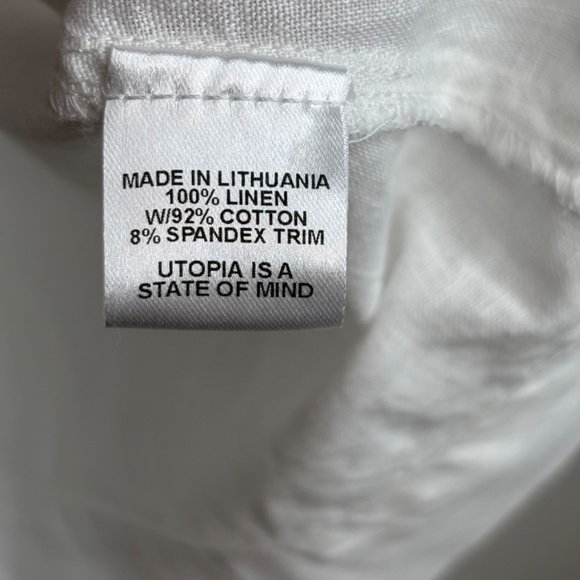 MADE IN LITHUANIA
100% LINEN
W/92% COTTON
8% SPANDEX TRIM
UTOPIA IS A
STATE OF MIND